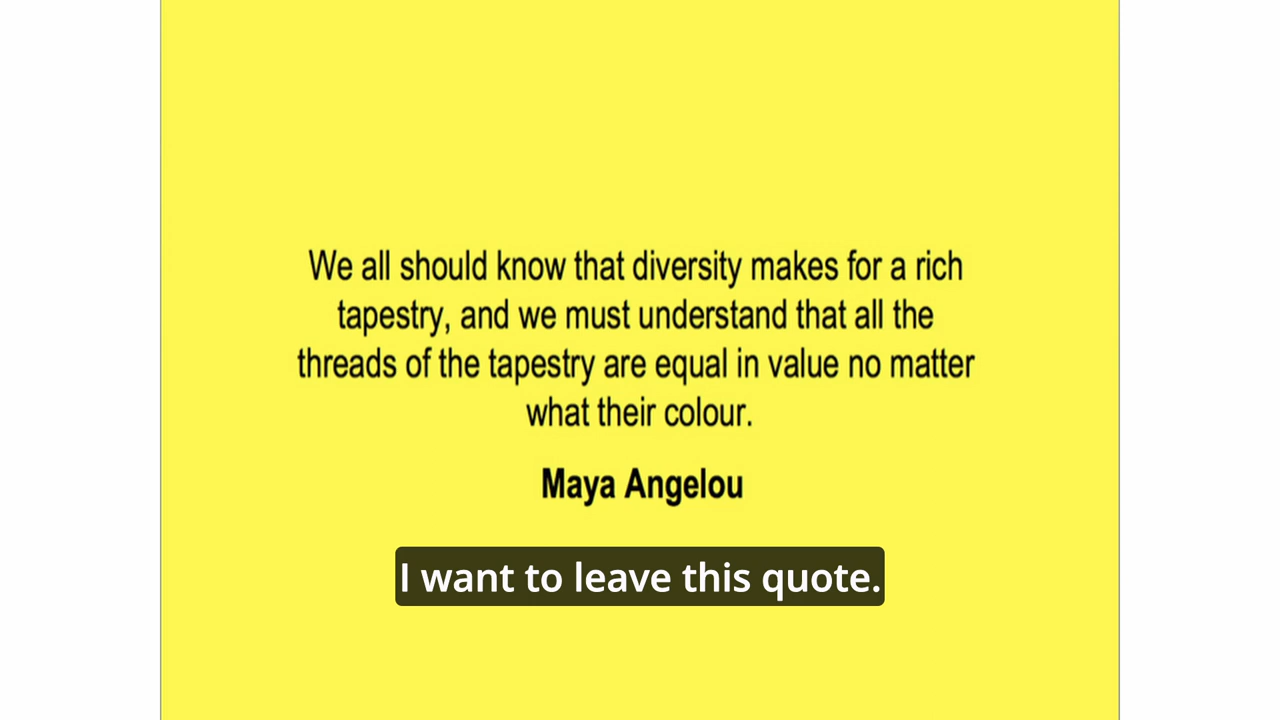 We all should know that diversity makes for a rich
tapestry, and we must understand that all the
threads of the tapestry are equal in value no matter
what their colour.
Maya Angelou
I want to leave this quote.